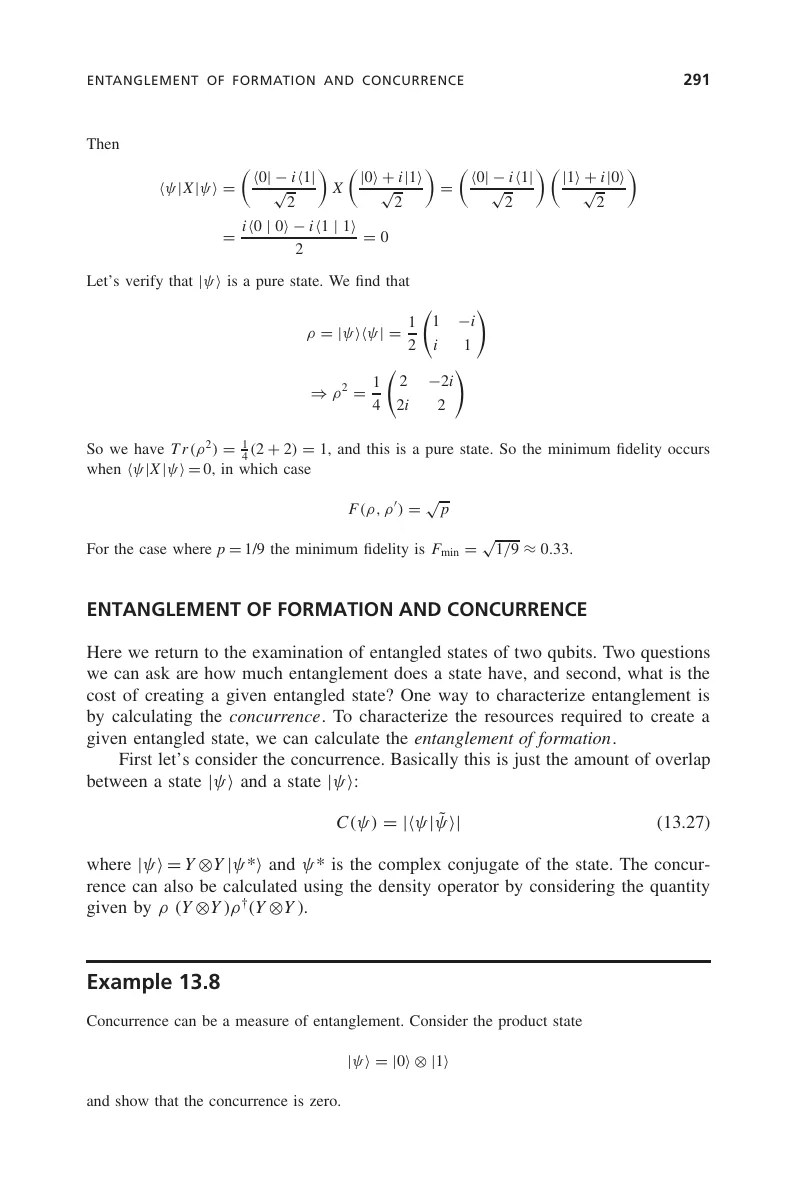 ENTANGLEMENT OF FORMATION AND CONCURRENCE 291
Then
⟨ψ|X|ψ⟩ = ( (⟨0| − i⟨1|) / √2 ) X ( (|0⟩ + i|1⟩) / √2 ) = ( (⟨0| − i⟨1|) / √2 ) ( (|1⟩ + i|0⟩) / √2 )
= (i⟨0 | 0⟩ − i⟨1 | 1⟩) / 2 = 0
Let's verify that |ψ⟩ is a pure state. We find that
ρ = |ψ⟩⟨ψ| = 1/2 ( 1 −i ; i 1 )
⇒ ρ² = 1/4 ( 2 −2i ; 2i 2 )
So we have Tr(ρ²) = 1/4 (2 + 2) = 1, and this is a pure state. So the minimum fidelity occurs
when ⟨ψ|X|ψ⟩ = 0, in which case
F(ρ, ρ′) = √p
For the case where p = 1/9 the minimum fidelity is Fmin = √1/9 ≈ 0.33.
ENTANGLEMENT OF FORMATION AND CONCURRENCE
Here we return to the examination of entangled states of two qubits. Two questions
we can ask are how much entanglement does a state have, and second, what is the
cost of creating a given entangled state? One way to characterize entanglement is
by calculating the concurrence. To characterize the resources required to create a
given entangled state, we can calculate the entanglement of formation.
First let's consider the concurrence. Basically this is just the amount of overlap
between a state |ψ⟩ and a state |ψ⟩:
C(ψ) = |⟨ψ|ψ̃⟩| (13.27)
where |ψ⟩ = Y⊗Y|ψ*⟩ and ψ* is the complex conjugate of the state. The concur-
rence can also be calculated using the density operator by considering the quantity
given by ρ (Y⊗Y)ρ†(Y⊗Y).
Example 13.8
Concurrence can be a measure of entanglement. Consider the product state
|ψ⟩ = |0⟩ ⊗ |1⟩
and show that the concurrence is zero.